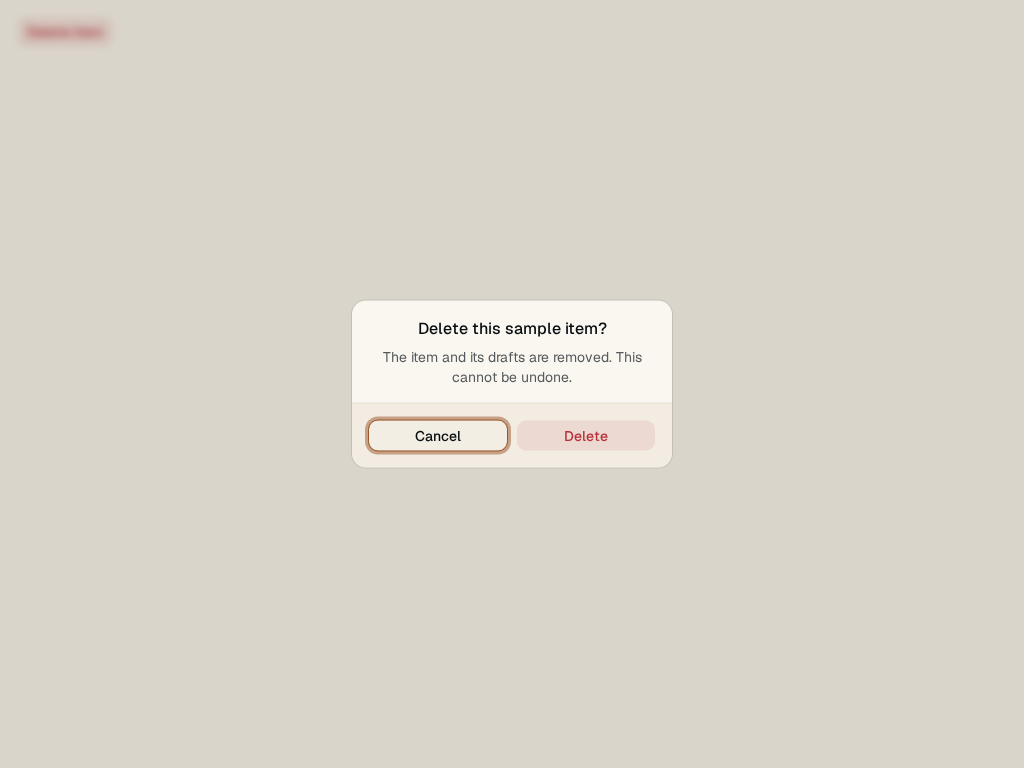 Delete this sample item?
The item and its drafts are removed. This
cannot be undone.
Cancel
Delete